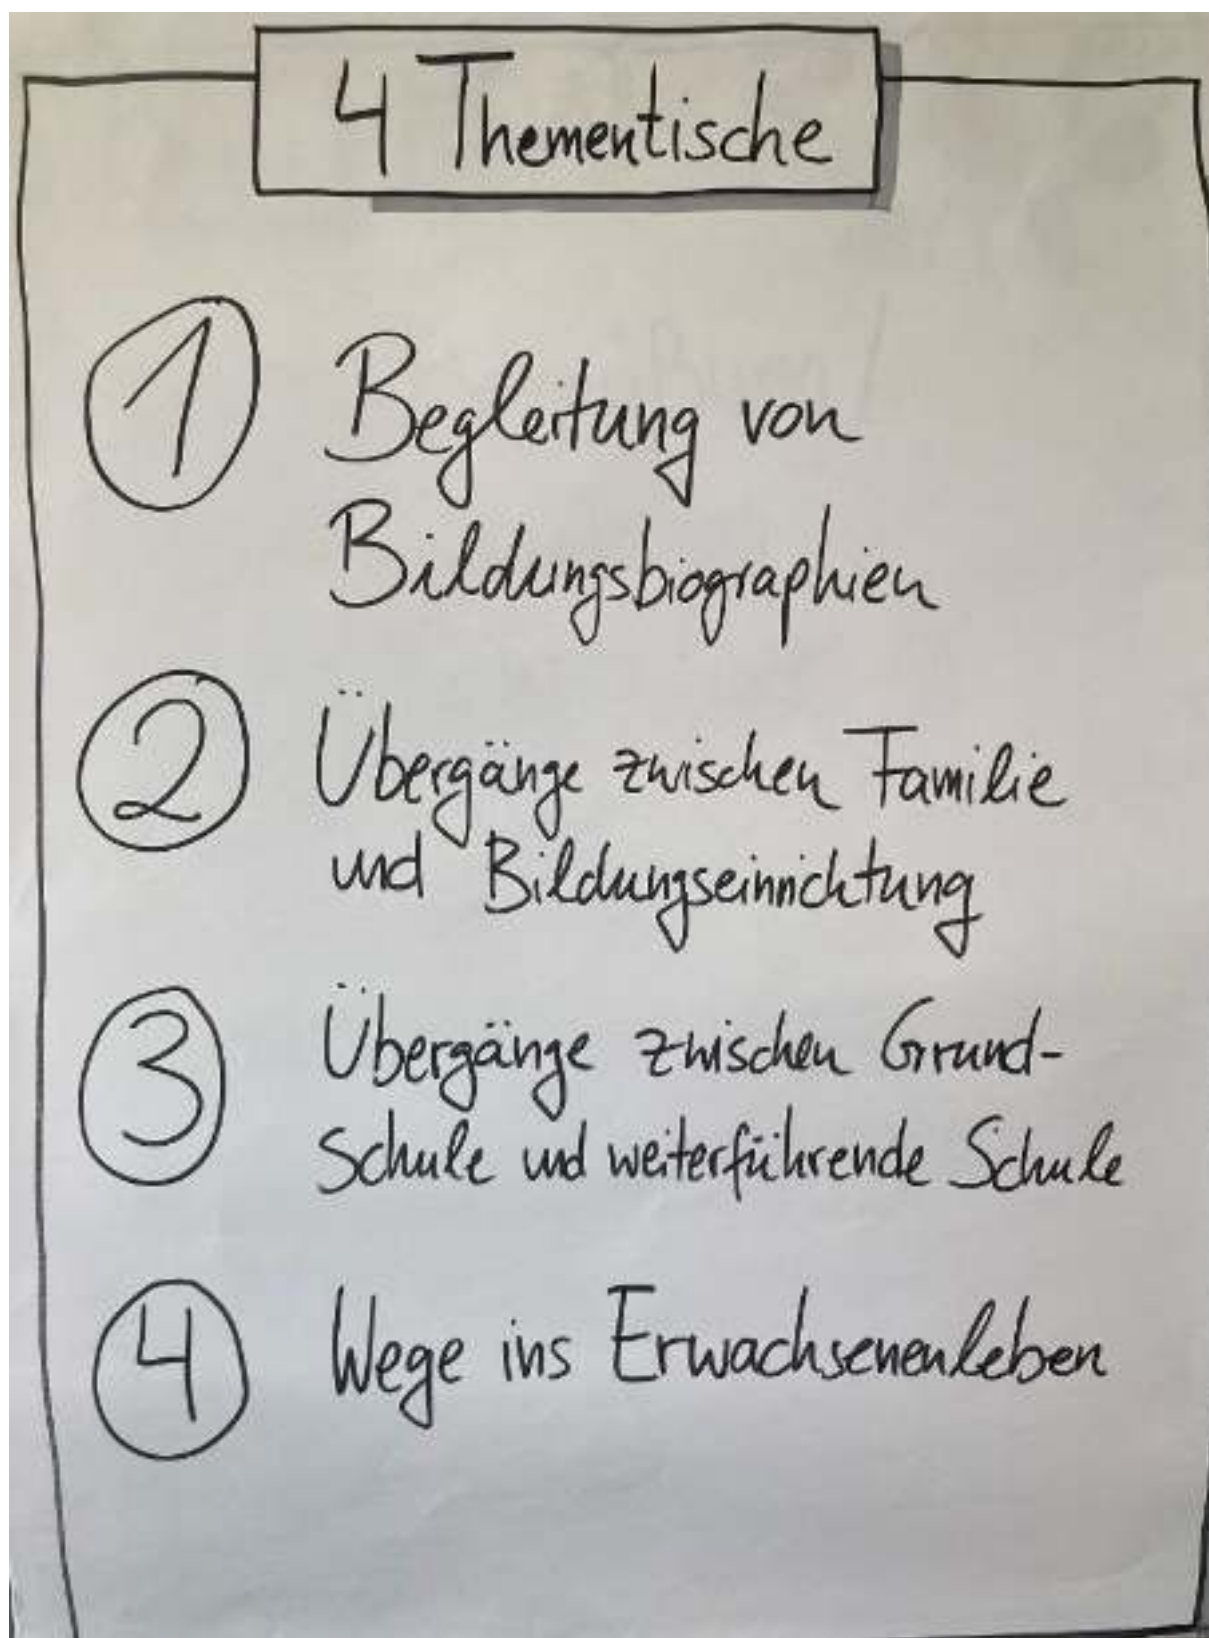 4 Thementische
1 Begleitung von
Bildungsbiographien
2 Übergänge zwischen Familie
und Bildungseinrichtung
3 Übergänge zwischen Grund-
Schule und weiterführende Schule
4 Wege ins Erwachsenenleben